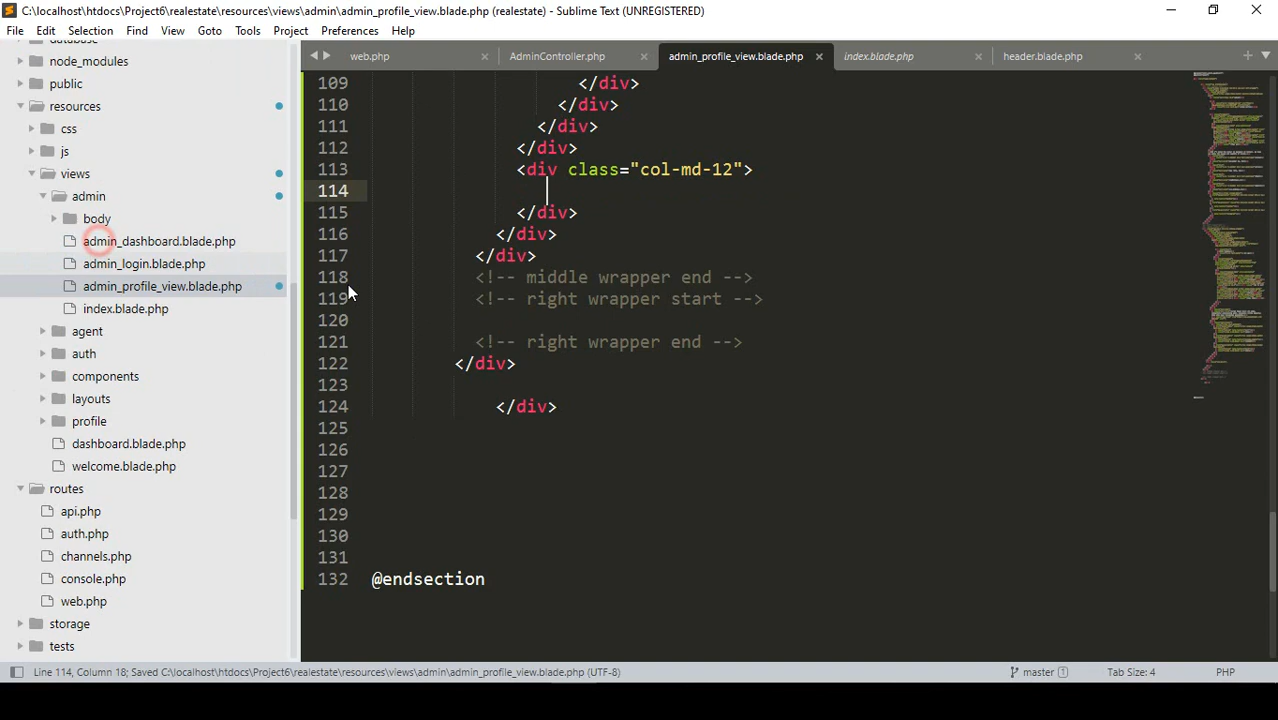 C:\localhost\htdocs\Project6\realestate\resources\views\admin\admin_profile_view.blade.php (realestate) - Sublime Text (UNREGISTERED)
File Edit Selection Find View Goto Tools Project Preferences Help
web.php AdminController.php admin_profile_view.blade.php index.blade.php header.blade.php
node_modules
public
resources
css
js
views
admin
body
admin_dashboard.blade.php
admin_login.blade.php
admin_profile_view.blade.php
index.blade.php
agent
auth
components
layouts
profile
dashboard.blade.php
welcome.blade.php
routes
api.php
auth.php
channels.php
console.php
web.php
storage
tests
109 </div>
110 </div>
111 </div>
112 </div>
113 <div class="col-md-12">
114
115 </div>
116 </div>
117 </div>
118 <!-- middle wrapper end -->
119 <!-- right wrapper start -->
120
121 <!-- right wrapper end -->
122 </div>
123
124 </div>
125
126
127
128
129
130
131
132 @endsection
Line 114, Column 18; Saved C:\localhost\htdocs\Project6\realestate\resources\views\admin\admin_profile_view.blade.php (UTF-8) master 1 Tab Size: 4 PHP